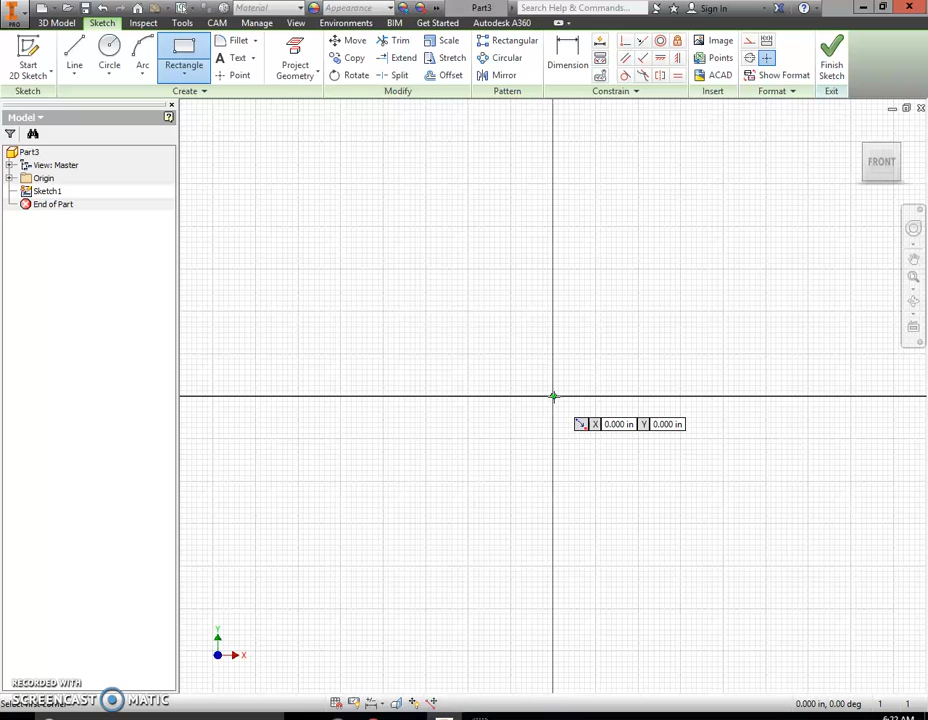 Material Appearance Part3 Search Help & Commands... Sign In
PRO 3D Model Sketch Inspect Tools CAM Manage View Environments BIM Get Started Autodesk A360
Start
2D Sketch
Line
Circle
Arc
Rectangle
Fillet
Text
Point
Project
Geometry
Move Trim Scale
Copy Extend Stretch
Rotate Split Offset
Rectangular
Circular
Mirror
Dimension
Image
Points
ACAD
Show Format
Finish
Sketch
Sketch Create Modify Pattern Constrain Insert Format Exit
Model
Part3
View: Master
Origin
Sketch1
End of Part
FRONT
X 0.000 in Y 0.000 in
Y
X
RECORDED WITH
SCREENCAST MATIC
0.000 in, 0.00 deg 1 1